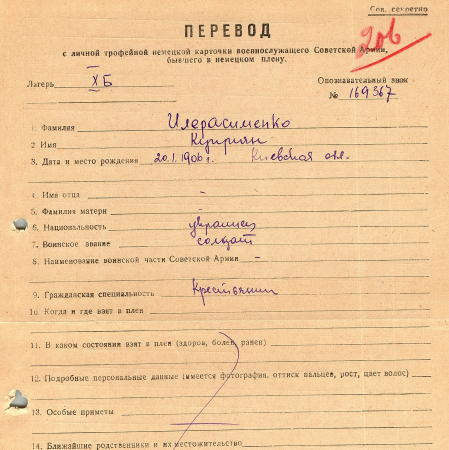 Сов. секретно
206
ПЕРЕВОД
с личной трофейной немецкой карточки военнослужащего Советской Армии,
бывшего в немецком плену.
Лагерь ХБ
Опознавательный знак
№ 169367
1. Фамилия Илерасименко
2. Имя Куприян
3. Дата и место рождения 20.1.1906 г. Киевская обл.
4. Имя отца –
5. Фамилия матери –
6. Национальность украинец
7. Воинское звание солдат
8. Наименование воинской части Советской Армии –
9. Гражданская специальность Крестьянин
10. Когда и где взят в плен
11. В каком состоянии взят в плен (здоров, болен, ранен)
12. Подробные персональные данные (имеется фотография, оттиск пальцев, рост, цвет волос)
13. Особые приметы
14. Ближайшие родственники и их местожительство